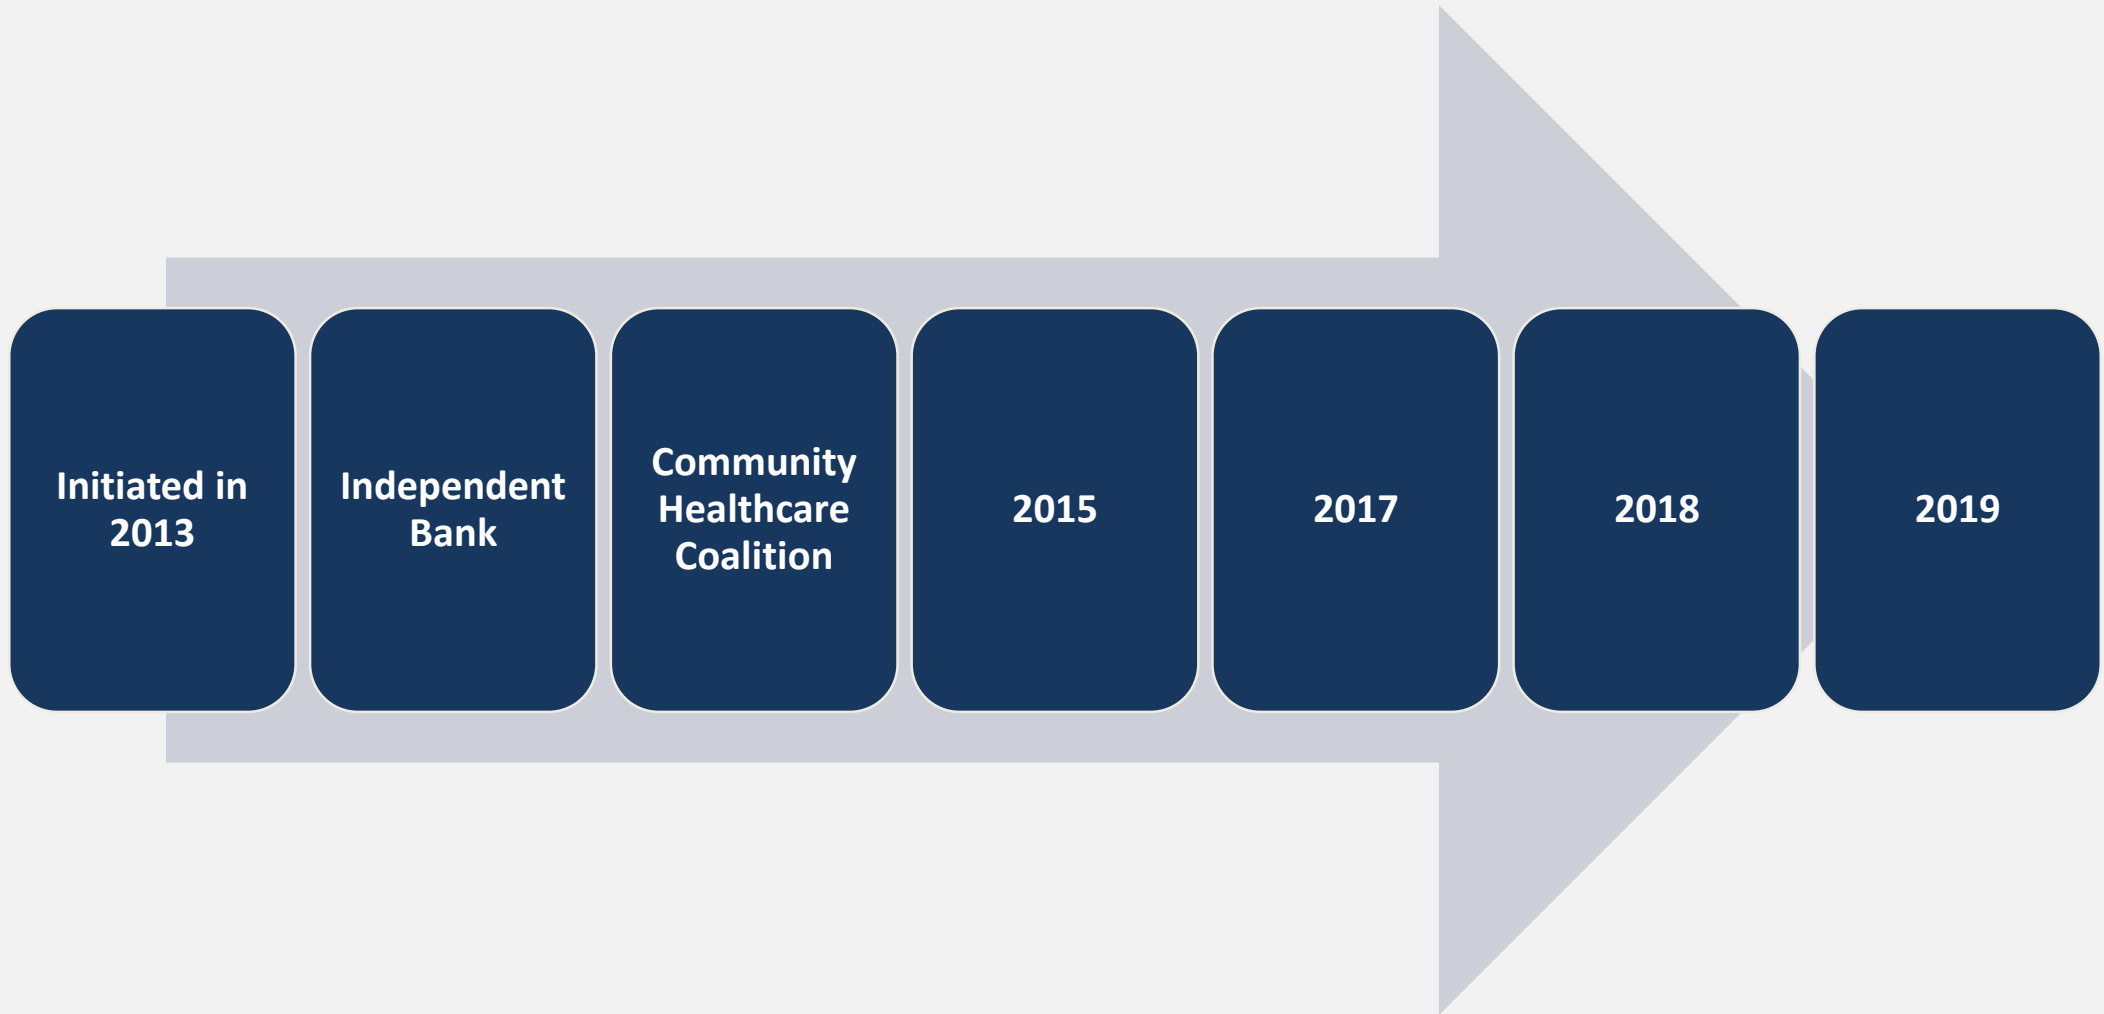 Initiated in
2013
Independent
Bank
Community
Healthcare
Coalition
2015
2017
2018
2019